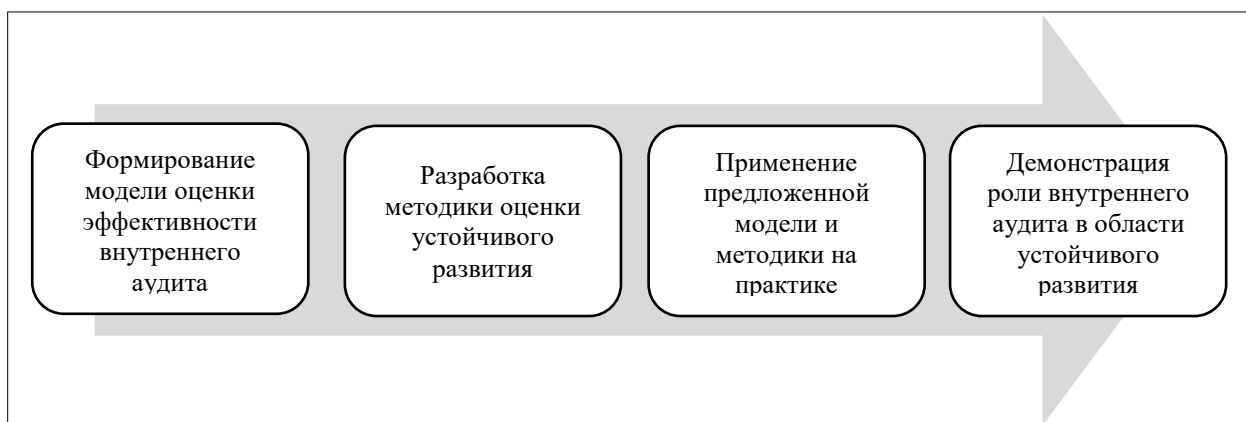 Формирование
модели оценки
эффективности
внутреннего
аудита
Разработка
методики оценки
устойчивого
развития
Применение
предложенной
модели и
методики на
практике
Демонстрация
роли внутреннего
аудита в области
устойчивого
развития